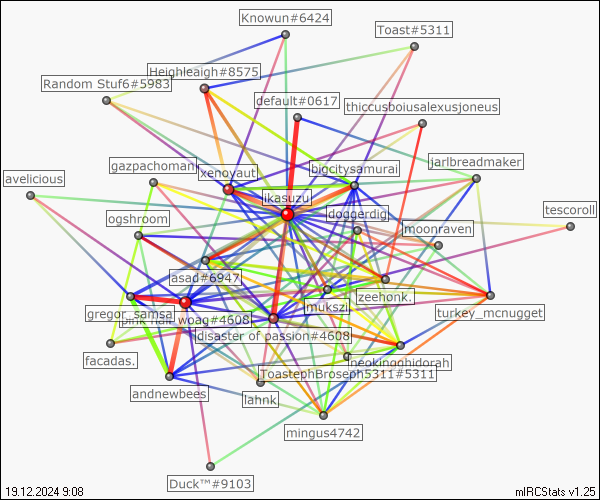 Knowun#6424
Toast#5311
Heighleaigh#8575
Random Stuf6#5983
default#0617
thiccusboiusalexusjoneus
gazpachoman
xenoyaut
bigcitysamurai
jarlbreadmaker
avelicious
ikasuzu
ogshroom
doggerdig
tescoroll
moonraven
asad#6947
zeehonk.
mukszi
gregor_samsa
woag#4608
turkey_mcnugget
disaster of passion#4608
facadas.
neokingghidorah
ToastephBroseph5311#5311
andnewbees
lahnk
mingus4742
Duck™#9103
19.12.2024 9:08
mIRCStats v1.25